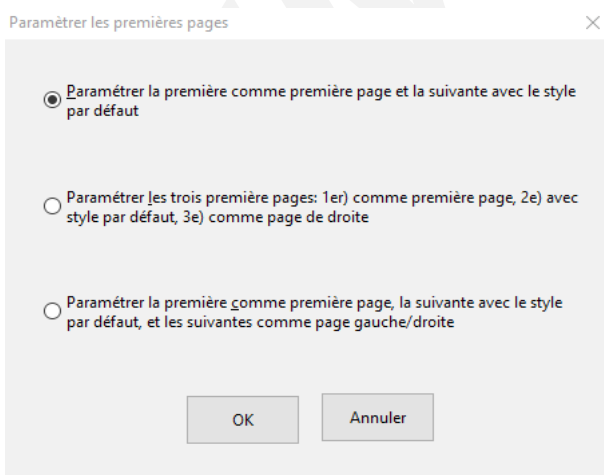 Paramètrer les premières pages
Paramétrer la première comme première page et la suivante avec le style
par défaut
Paramétrer les trois première pages: 1er) comme première page, 2e) avec
style par défaut, 3e) comme page de droite
Paramétrer la première comme première page, la suivante avec le style
par défaut, et les suivantes comme page gauche/droite
OK
Annuler